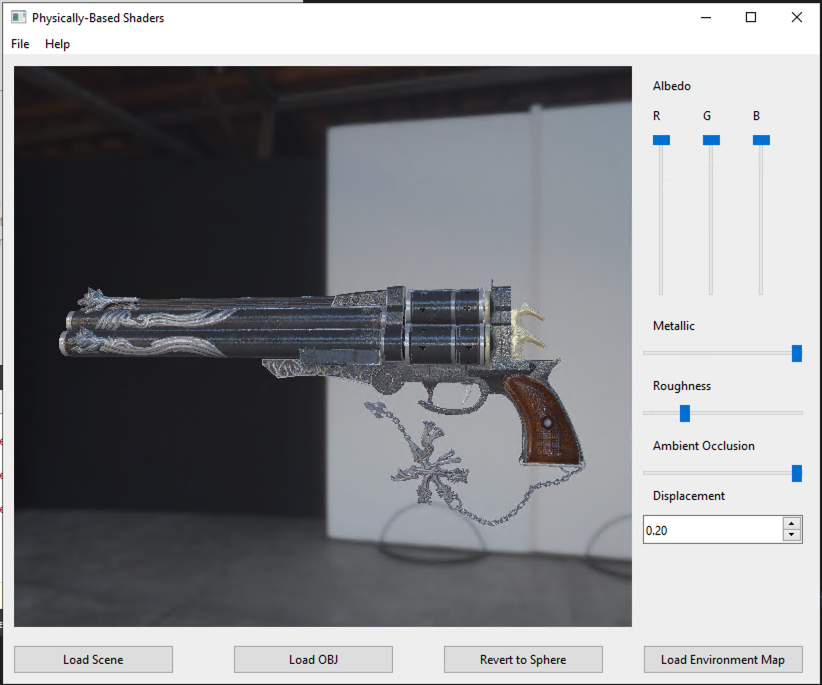 Physically-Based Shaders
File Help
Albedo
R G B
Metallic
Roughness
Ambient Occlusion
Displacement
0.20
Load Scene Load OBJ Revert to Sphere Load Environment Map